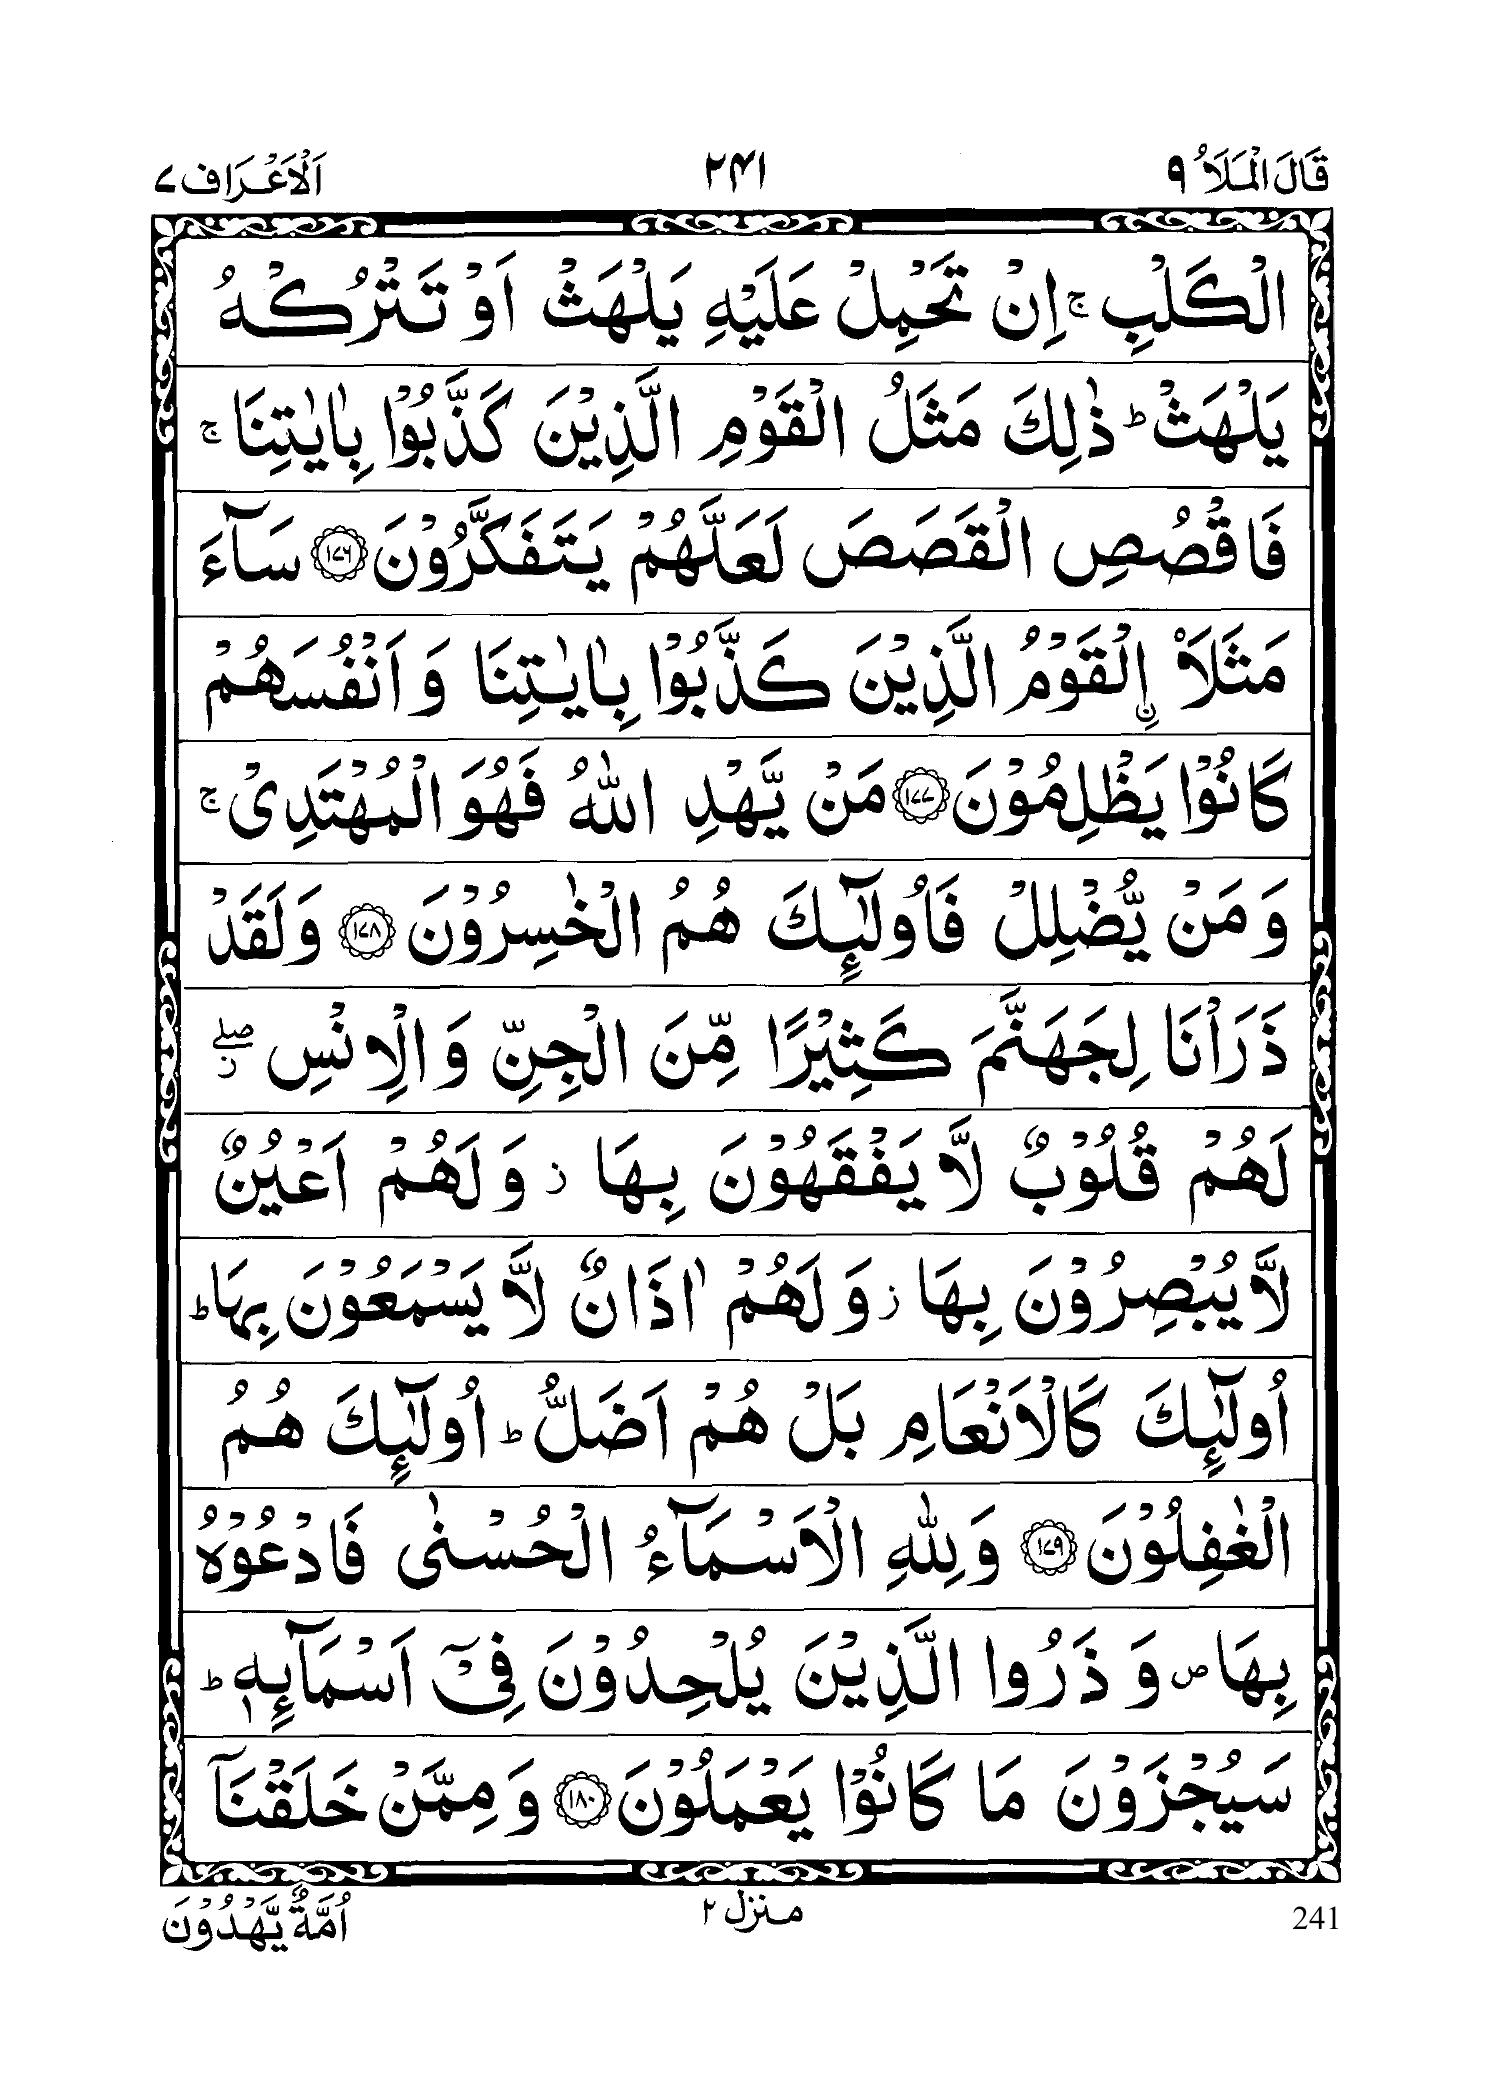 قَالَ الْمَلَاُ ٩ ٢٤١ اَلْاَعْرَاف ٧
الْكَلْبِ ۚ اِنْ تَحْمِلْ عَلَيْهِ يَلْهَثْ اَوْ تَتْرُكْهُ
يَلْهَثْ ؕ ذٰلِكَ مَثَلُ الْقَوْمِ الَّذِيْنَ كَذَّبُوْا بِاٰيٰتِنَا ۚ
فَاقْصُصِ الْقَصَصَ لَعَلَّهُمْ يَتَفَكَّرُوْنَ ﴿١٧٦﴾ سَآءَ
مَثَلَاْ ۨالْقَوْمُ الَّذِيْنَ كَذَّبُوْا بِاٰيٰتِنَا وَ اَنْفُسَهُمْ
كَانُوْا يَظْلِمُوْنَ ﴿١٧٧﴾ مَنْ يَّهْدِ اللّٰهُ فَهُوَ الْمُهْتَدِيْ ۚ
وَ مَنْ يُّضْلِلْ فَاُولٰٓئِكَ هُمُ الْخٰسِرُوْنَ ﴿١٧٨﴾ وَلَقَدْ
ذَرَاْنَا لِجَهَنَّمَ كَثِيْرًا مِّنَ الْجِنِّ وَ الْاِنْسِ ۖ ن
لَهُمْ قُلُوْبٌ لَّا يَفْقَهُوْنَ بِهَا ز وَ لَهُمْ اَعْيُنٌ
لَّا يُبْصِرُوْنَ بِهَا ز وَ لَهُمْ اٰذَانٌ لَّا يَسْمَعُوْنَ بِهَا ؕ
اُولٰٓئِكَ كَالْاَنْعَامِ بَلْ هُمْ اَضَلُّ ؕ اُولٰٓئِكَ هُمُ
الْغٰفِلُوْنَ ﴿١٧٩﴾ وَ لِلّٰهِ الْاَسْمَآءُ الْحُسْنٰى فَادْعُوْهُ
بِهَا ص وَ ذَرُوا الَّذِيْنَ يُلْحِدُوْنَ فِيْٓ اَسْمَآئِهٖ ؕ
سَيُجْزَوْنَ مَا كَانُوْا يَعْمَلُوْنَ ﴿١٨٠﴾ وَ مِمَّنْ خَلَقْنَآ
241 منزل ٢ اُمَّةٌ يَّهْدُوْنَ